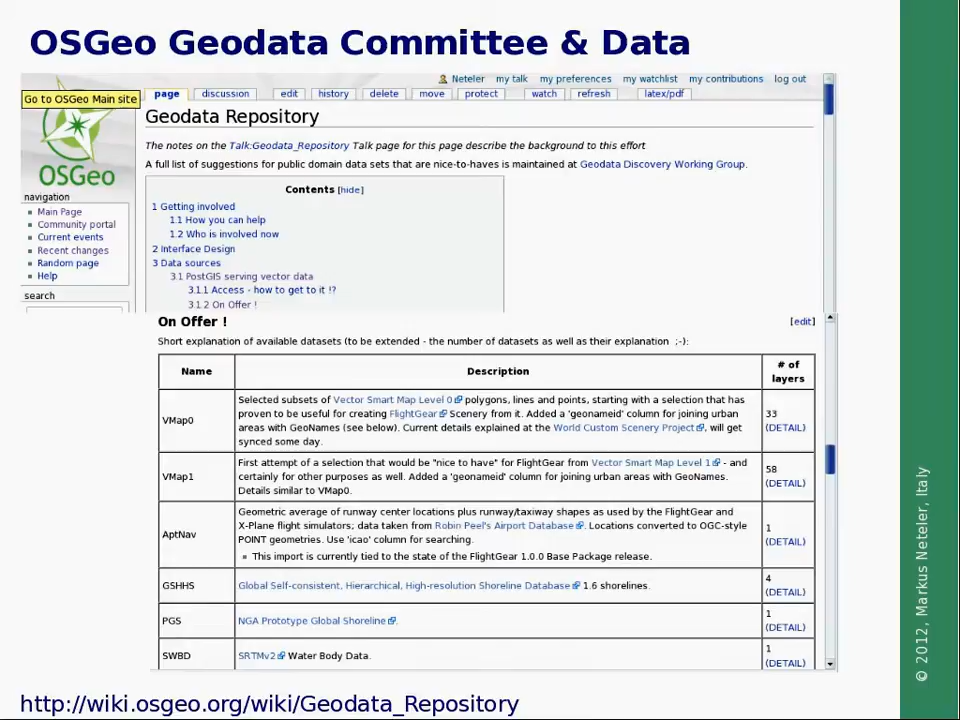 OSGeo Geodata Committee & Data
Neteler my talk my preferences my watchlist my contributions log out
Go to OSGeo Main site
page discussion edit history delete move protect watch refresh latex/pdf
Geodata Repository
The notes on the Talk:Geodata_Repository Talk page for this page describe the background to this effort
A full list of suggestions for public domain data sets that are nice-to-haves is maintained at Geodata Discovery Working Group.
OSGeo
navigation
Main Page
Community portal
Current events
Recent changes
Random page
Help
search
Contents [hide]
1 Getting involved
1.1 How you can help
1.2 Who is involved now
2 Interface Design
3 Data sources
3.1 PostGIS serving vector data
3.1.1 Access - how to get to it !?
3.1.2 On Offer !
On Offer ! [edit]
Short explanation of available datasets (to be extended - the number of datasets as well as their explanation ;-):
Name Description # of
layers
VMap0
Selected subsets of Vector Smart Map Level 0 polygons, lines and points, starting with a selection that has
proven to be useful for creating FlightGear Scenery from it. Added a 'geonameid' column for joining urban
areas with GeoNames (see below). Current details explained at the World Custom Scenery Project, will get
synced some day.
33
(DETAIL)
VMap1
First attempt of a selection that would be "nice to have" for FlightGear from Vector Smart Map Level 1 - and
certainly for other purposes as well. Added a 'geonameid' column for joining urban areas with GeoNames.
Details similar to VMap0.
58
(DETAIL)
AptNav
Geometric average of runway center locations plus runway/taxiway shapes as used by the FlightGear and
X-Plane flight simulators; data taken from Robin Peel's Airport Database. Locations converted to OGC-style
POINT geometries. Use 'icao' column for searching.
This import is currently tied to the state of the FlightGear 1.0.0 Base Package release.
1
(DETAIL)
GSHHS
Global Self-consistent, Hierarchical, High-resolution Shoreline Database 1.6 shorelines.
4
(DETAIL)
PGS
NGA Prototype Global Shoreline.
1
(DETAIL)
SWBD
SRTMv2 Water Body Data.
1
(DETAIL)
http://wiki.osgeo.org/wiki/Geodata_Repository
© 2012, Markus Neteler, Italy